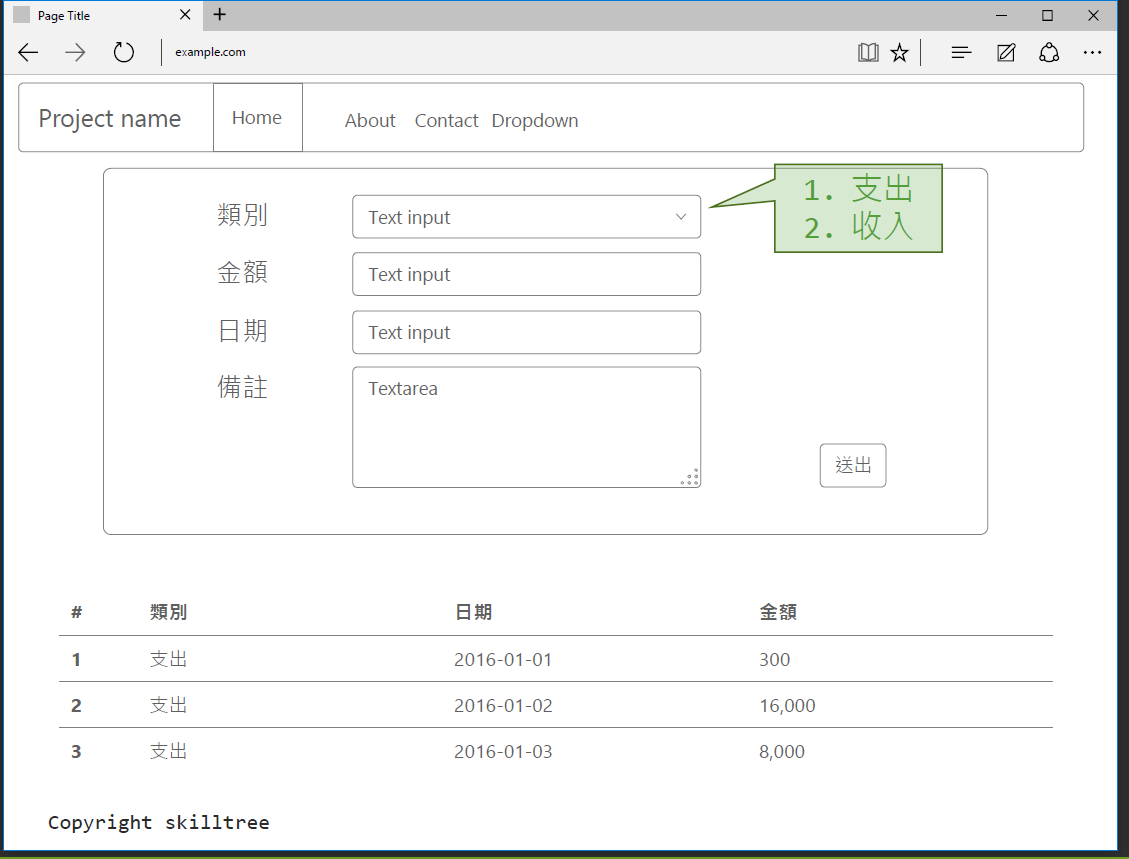 Page Title
example.com
Project name Home About Contact Dropdown
類別 Text input
1. 支出
2. 收入
金額 Text input
日期 Text input
備註 Textarea
送出
# 類別 日期 金額
1 支出 2016-01-01 300
2 支出 2016-01-02 16,000
3 支出 2016-01-03 8,000
Copyright skilltree